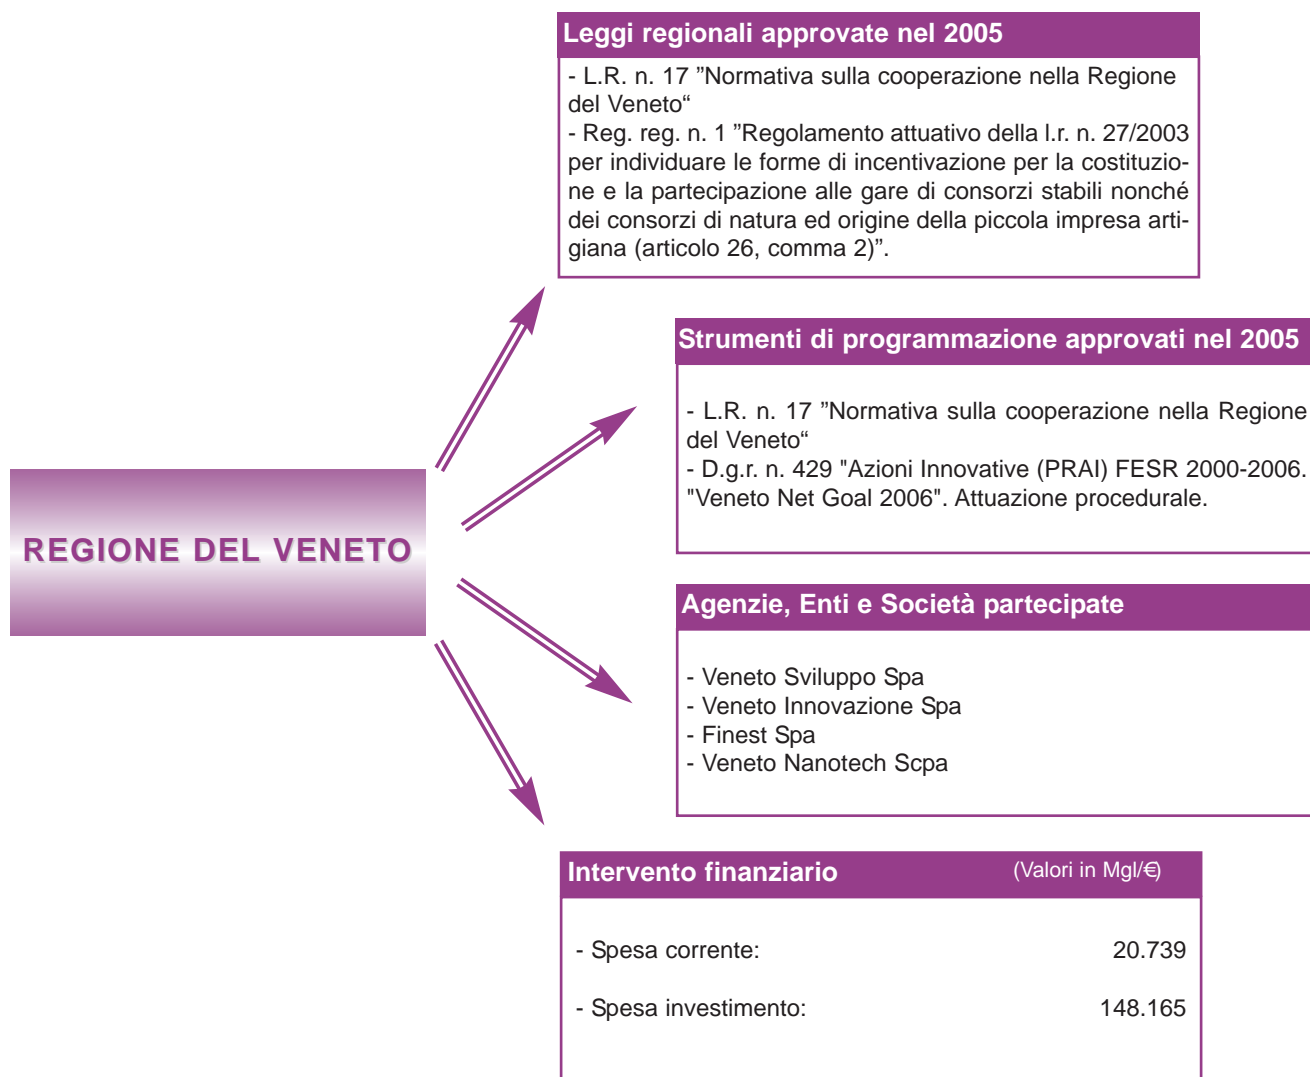 Leggi regionali approvate nel 2005
- L.R. n. 17 ”Normativa sulla cooperazione nella Regione
del Veneto“
- Reg. reg. n. 1 ”Regolamento attuativo della l.r. n. 27/2003
per individuare le forme di incentivazione per la costituzio-
ne e la partecipazione alle gare di consorzi stabili nonché
dei consorzi di natura ed origine della piccola impresa arti-
giana (articolo 26, comma 2)”.
Strumenti di programmazione approvati nel 2005
- L.R. n. 17 ”Normativa sulla cooperazione nella Regione
del Veneto“
- D.g.r. n. 429 "Azioni Innovative (PRAI) FESR 2000-2006.
"Veneto Net Goal 2006". Attuazione procedurale.
REGIONE DEL VENETO
Agenzie, Enti e Società partecipate
- Veneto Sviluppo Spa
- Veneto Innovazione Spa
- Finest Spa
- Veneto Nanotech Scpa
Intervento finanziario (Valori in Mgl/€)
- Spesa corrente: 20.739
- Spesa investimento: 148.165